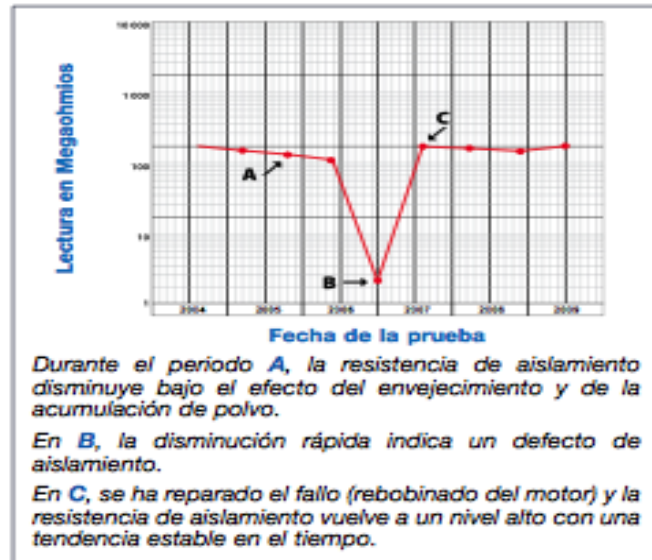 Lectura en Megaohmios
10 000
1 000
100
10
1
A
B
C
2004 2005 2006 2007 2008 2009
Fecha de la prueba
Durante el periodo A, la resistencia de aislamiento
disminuye bajo el efecto del envejecimiento y de la
acumulación de polvo.
En B, la disminución rápida indica un defecto de
aislamiento.
En C, se ha reparado el fallo (rebobinado del motor) y la
resistencia de aislamiento vuelve a un nivel alto con una
tendencia estable en el tiempo.